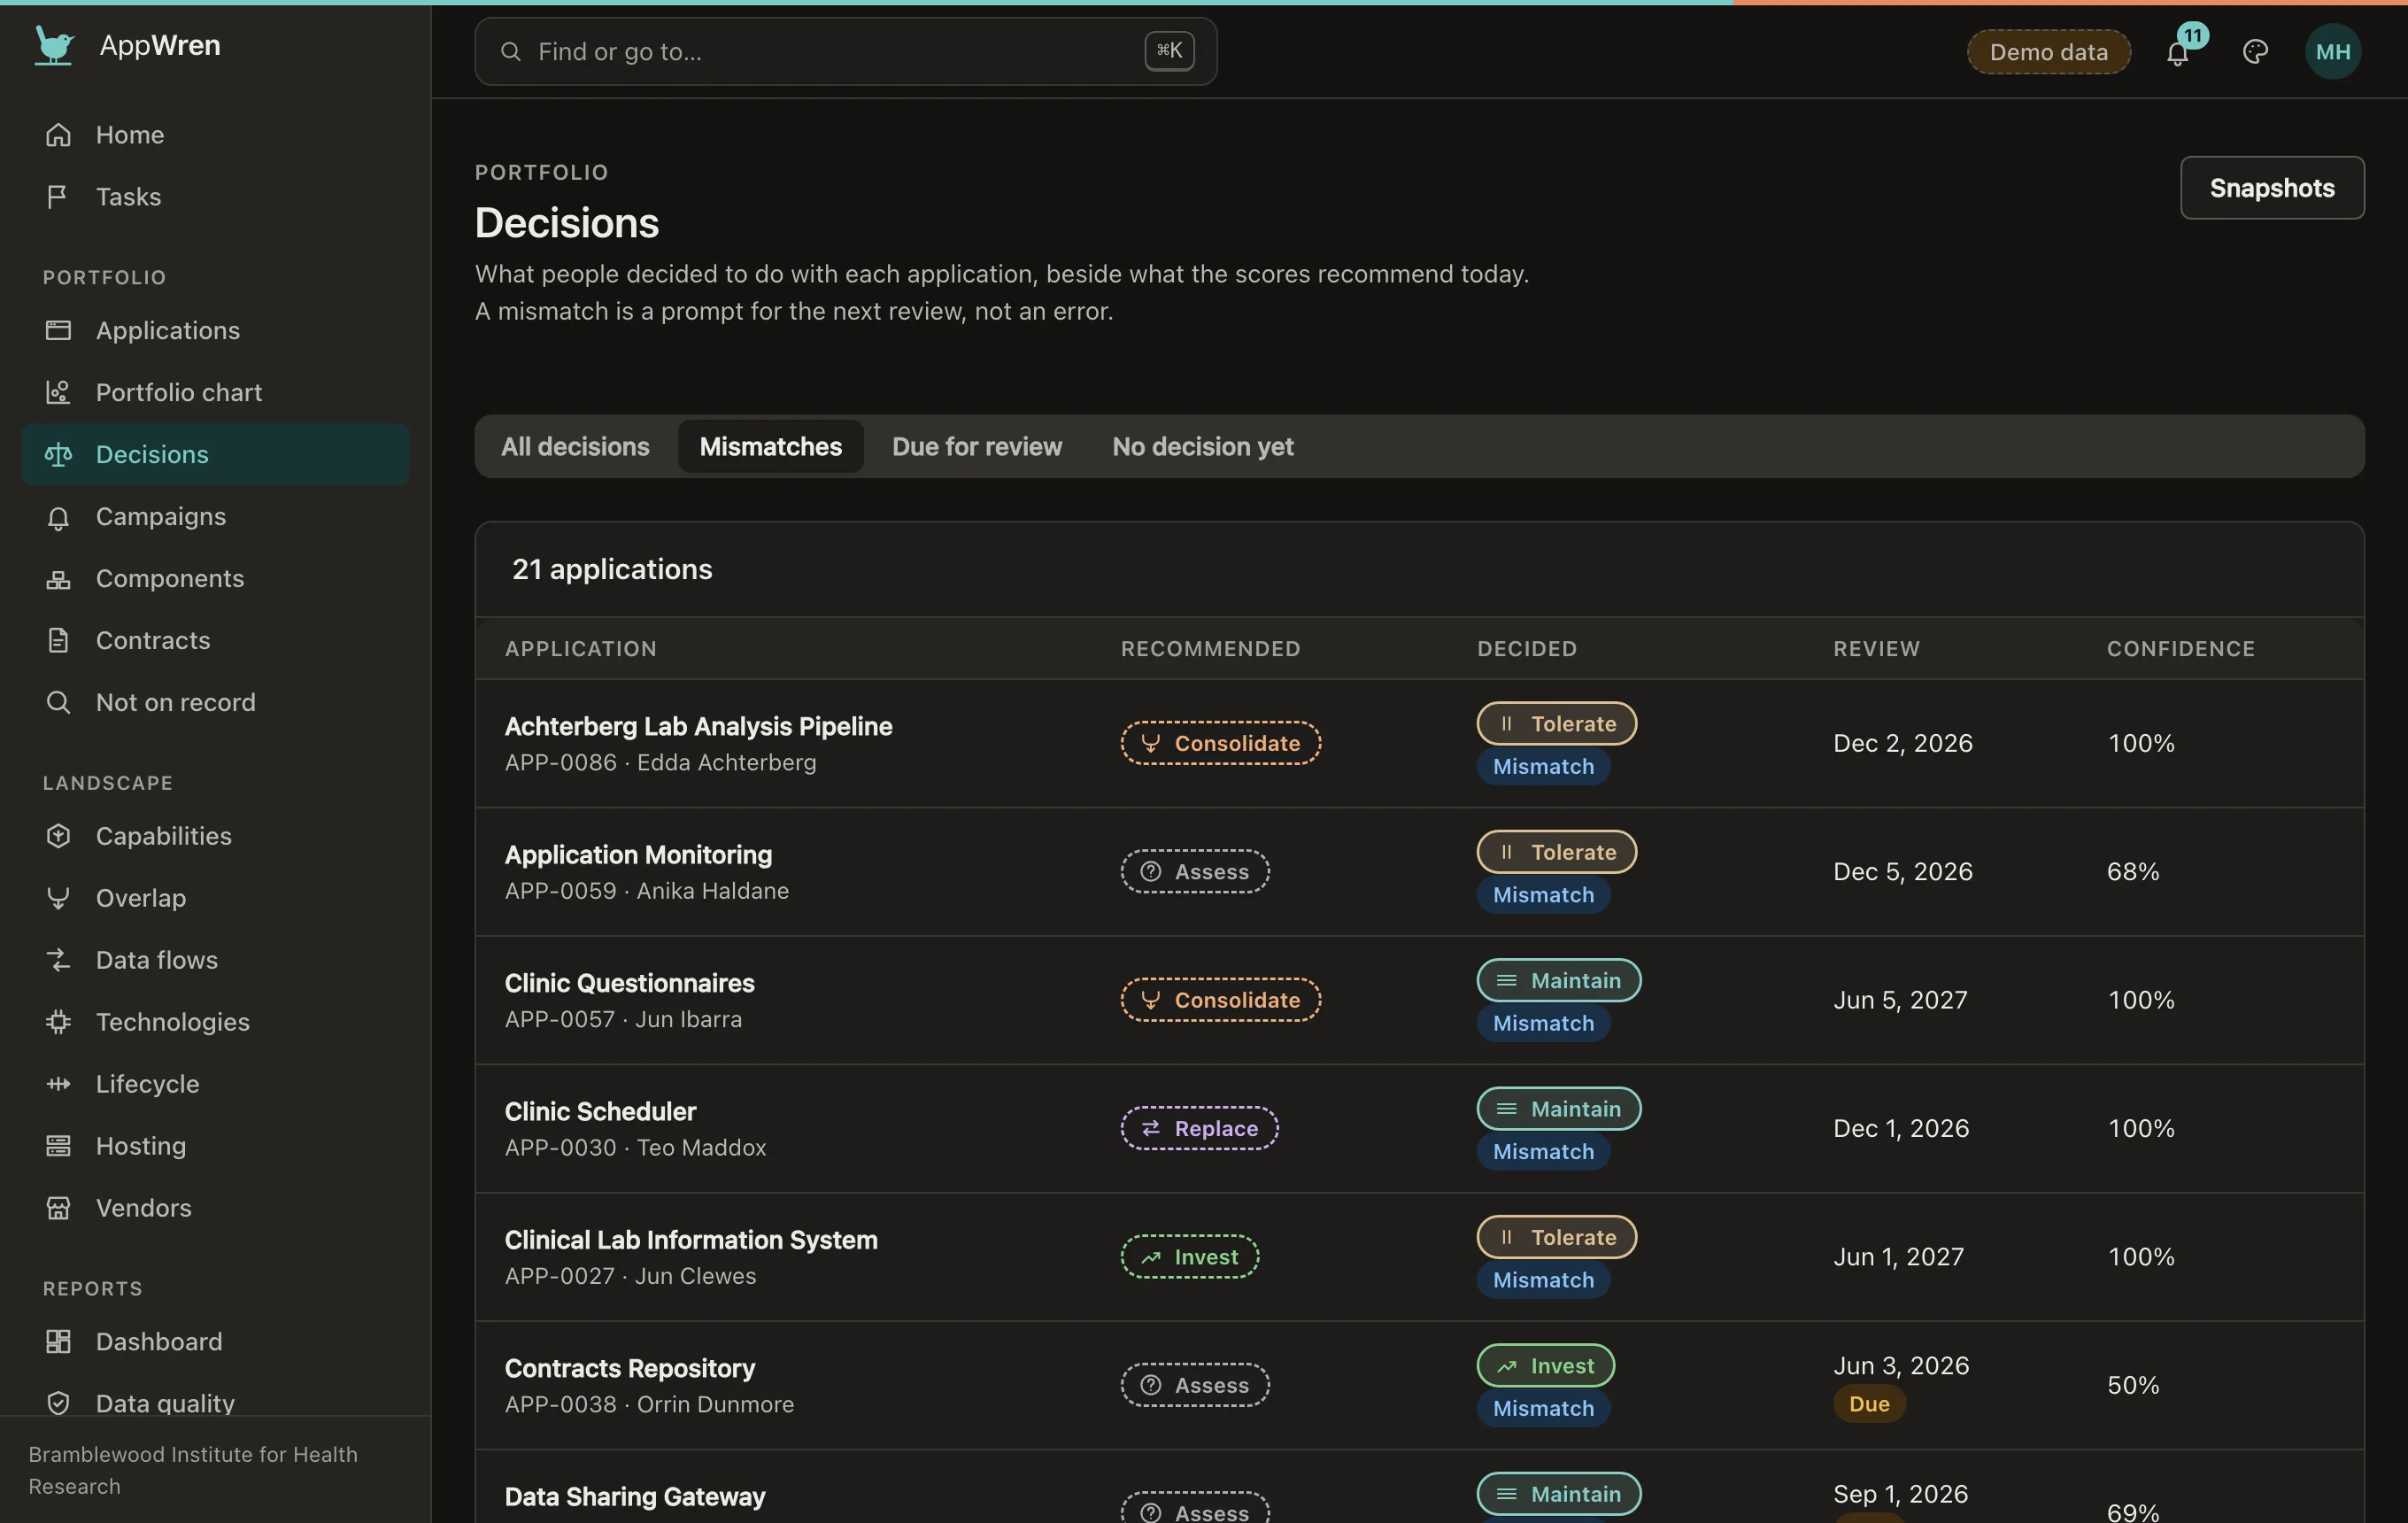 AppWren
Find or go to...
⌘K
Demo data
11
MH
Home
Tasks
PORTFOLIO
Applications
Portfolio chart
Decisions
Campaigns
Components
Contracts
Not on record
LANDSCAPE
Capabilities
Overlap
Data flows
Technologies
Lifecycle
Hosting
Vendors
REPORTS
Dashboard
Data quality
Bramblewood Institute for Health
Research
PORTFOLIO
Decisions
What people decided to do with each application, beside what the scores recommend today.
A mismatch is a prompt for the next review, not an error.
Snapshots
All decisions Mismatches Due for review No decision yet
21 applications
APPLICATION RECOMMENDED DECIDED REVIEW CONFIDENCE
Achterberg Lab Analysis Pipeline
APP-0086 · Edda Achterberg
Consolidate
Tolerate
Mismatch
Dec 2, 2026
100%
Application Monitoring
APP-0059 · Anika Haldane
Assess
Tolerate
Mismatch
Dec 5, 2026
68%
Clinic Questionnaires
APP-0057 · Jun Ibarra
Consolidate
Maintain
Mismatch
Jun 5, 2027
100%
Clinic Scheduler
APP-0030 · Teo Maddox
Replace
Maintain
Mismatch
Dec 1, 2026
100%
Clinical Lab Information System
APP-0027 · Jun Clewes
Invest
Tolerate
Mismatch
Jun 1, 2027
100%
Contracts Repository
APP-0038 · Orrin Dunmore
Assess
Invest
Mismatch
Jun 3, 2026
Due
50%
Data Sharing Gateway
Assess
Maintain
Sep 1, 2026
69%